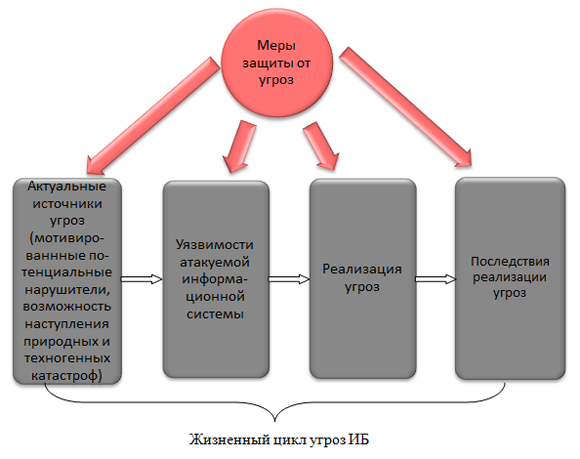 Меры
защиты от
угроз
Актуальные
источники
угроз
(мотивиро-
ванные по-
тенциальные
нарушители,
возможность
наступления
природных и
техногенных
катастроф)
Уязвимости
атакуемой
информа-
ционной
системы
Реализация
угроз
Последствия
реализации
угроз
Жизненный цикл угроз ИБ